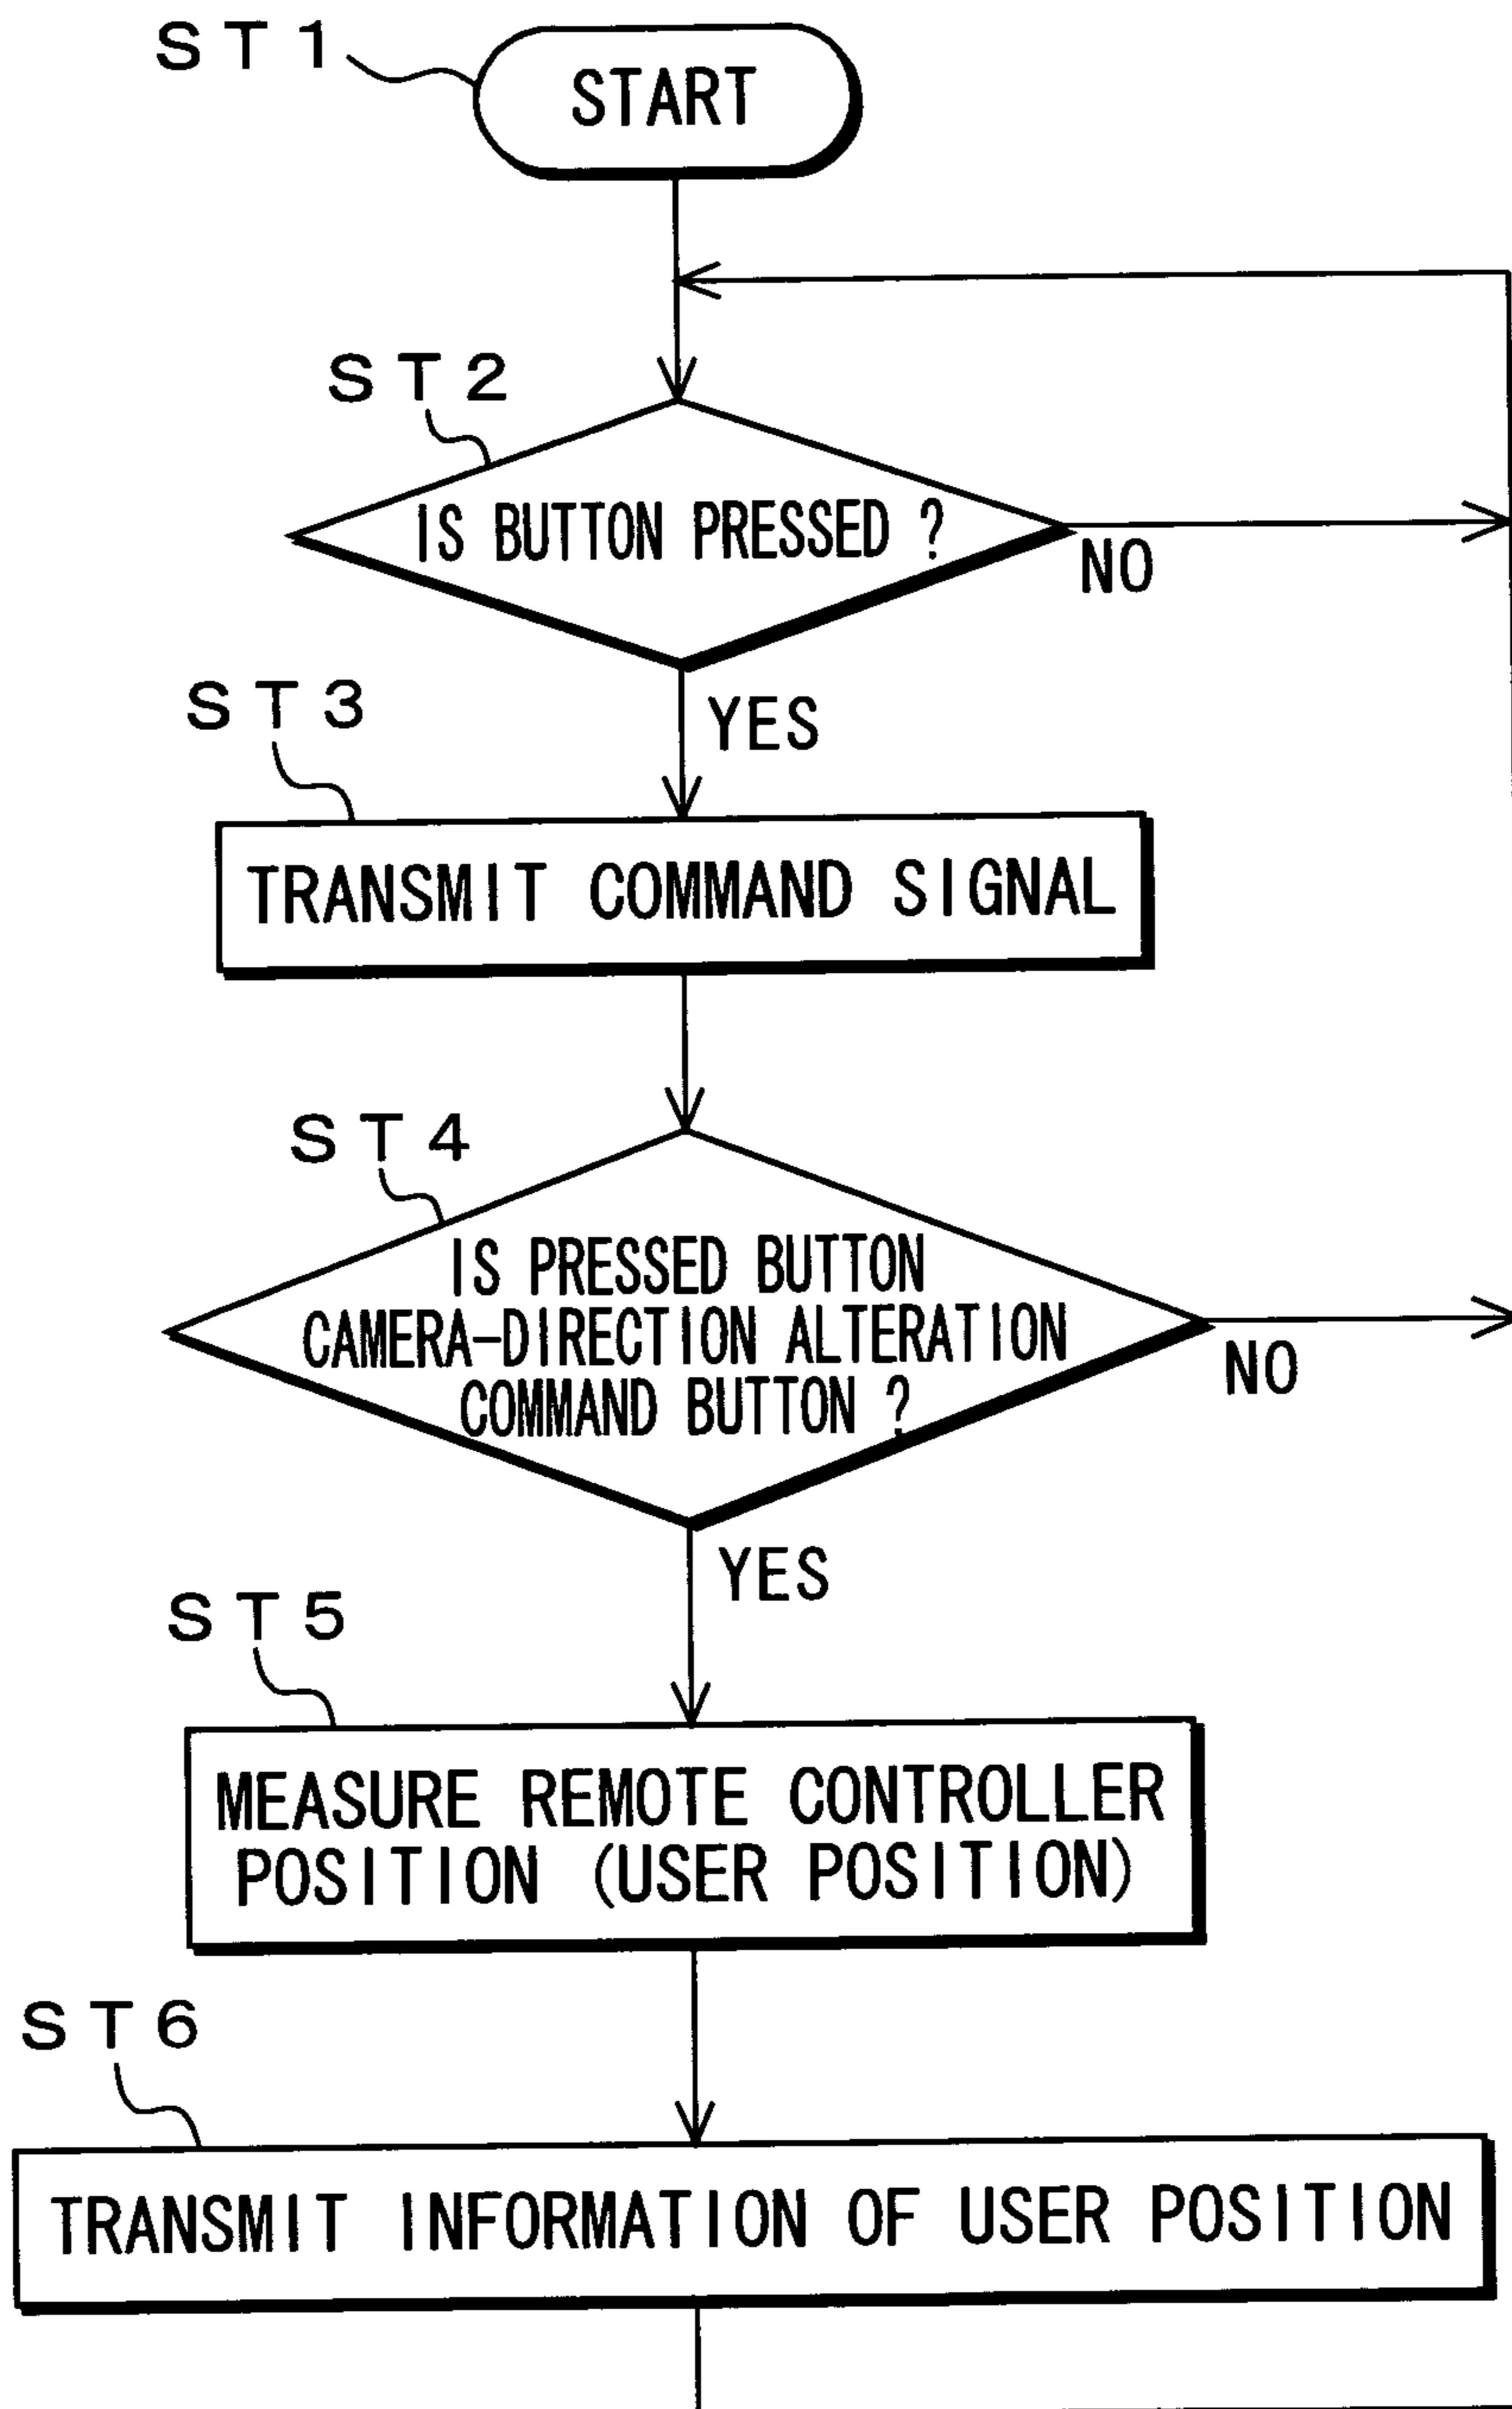 ST1
START
ST2
IS BUTTON PRESSED ?
NO
YES
ST3
TRANSMIT COMMAND SIGNAL
ST4
IS PRESSED BUTTON
CAMERA-DIRECTION ALTERATION
COMMAND BUTTON ?
NO
YES
ST5
MEASURE REMOTE CONTROLLER
POSITION (USER POSITION)
ST6
TRANSMIT INFORMATION OF USER POSITION